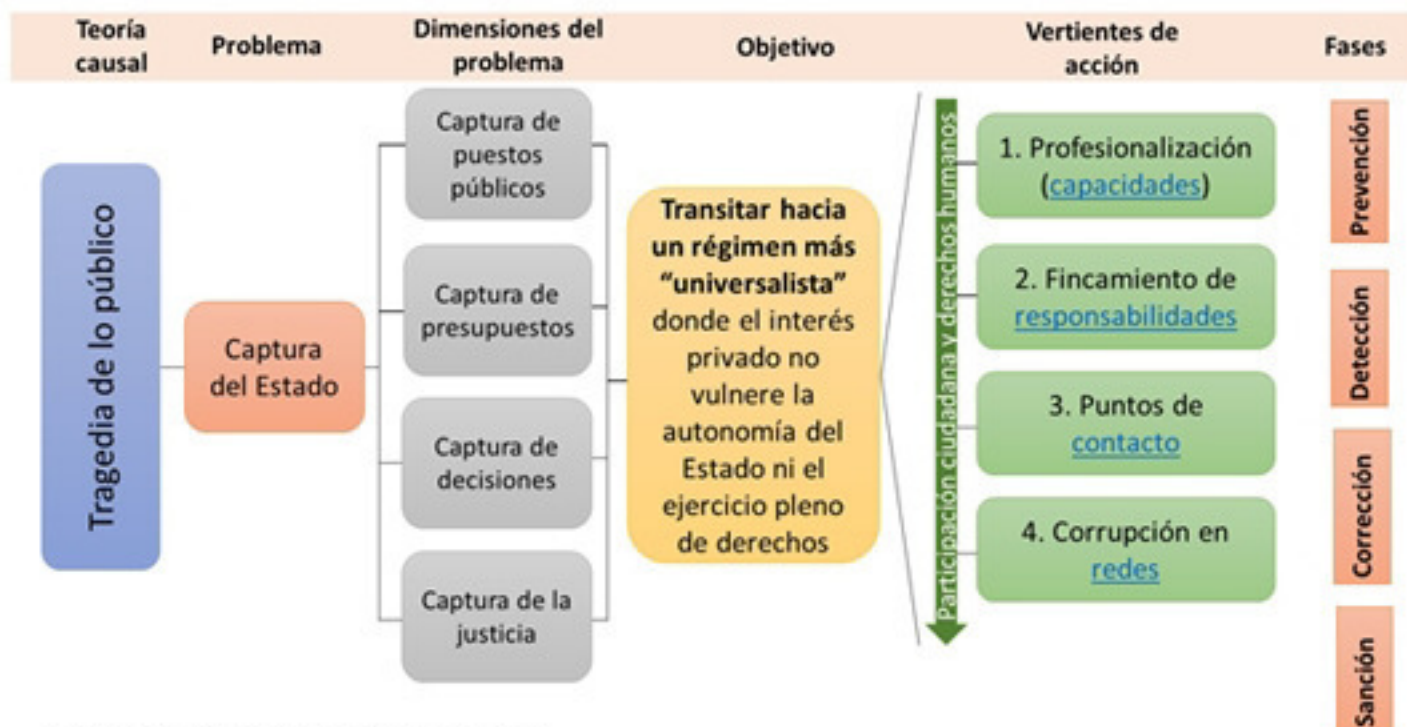 Teoría
causal
Problema
Dimensiones del
problema
Objetivo
Vertientes de
acción
Fases
Tragedia de lo público
Captura
del Estado
Captura de
puestos
públicos
Captura de
presupuestos
Captura de
decisiones
Captura de la
justicia
Transitar hacia
un régimen más
“universalista”
donde el interés
privado no
vulnere la
autonomía del
Estado ni el
ejercicio pleno
de derechos
Participación ciudadana y derechos humanos
1. Profesionalización
(capacidades)
2. Fincamiento de
responsabilidades
3. Puntos de
contacto
4. Corrupción en
redes
Prevención
Detección
Corrección
Sanción